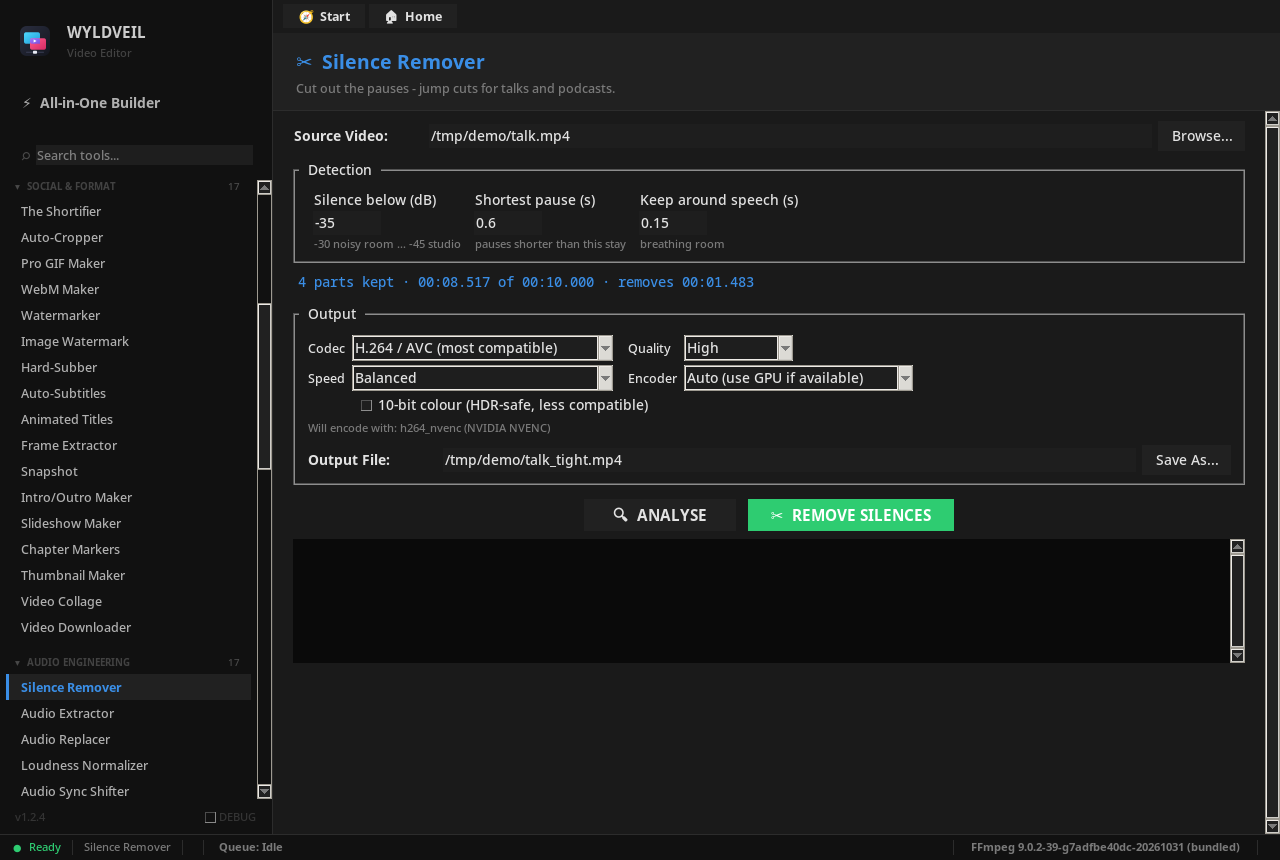 WYLDVEIL
Video Editor
⚡ All-in-One Builder
Search tools...
▾ SOCIAL & FORMAT 17
The Shortifier
Auto-Cropper
Pro GIF Maker
WebM Maker
Watermarker
Image Watermark
Hard-Subber
Auto-Subtitles
Animated Titles
Frame Extractor
Snapshot
Intro/Outro Maker
Slideshow Maker
Chapter Markers
Thumbnail Maker
Video Collage
Video Downloader
▾ AUDIO ENGINEERING 17
Silence Remover
Audio Extractor
Audio Replacer
Loudness Normalizer
Audio Sync Shifter
v1.2.4 DEBUG
Start Home
✂ Silence Remover
Cut out the pauses - jump cuts for talks and podcasts.
Source Video: /tmp/demo/talk.mp4 Browse...
Detection
Silence below (dB) Shortest pause (s) Keep around speech (s)
-35 0.6 0.15
-30 noisy room ... -45 studio pauses shorter than this stay breathing room
4 parts kept · 00:08.517 of 00:10.000 · removes 00:01.483
Output
Codec H.264 / AVC (most compatible) Quality High
Speed Balanced Encoder Auto (use GPU if available)
10-bit colour (HDR-safe, less compatible)
Will encode with: h264_nvenc (NVIDIA NVENC)
Output File: /tmp/demo/talk_tight.mp4 Save As...
ANALYSE ✂ REMOVE SILENCES
● Ready Silence Remover Queue: Idle FFmpeg 9.0.2-39-g7adfbe40dc-20261031 (bundled)